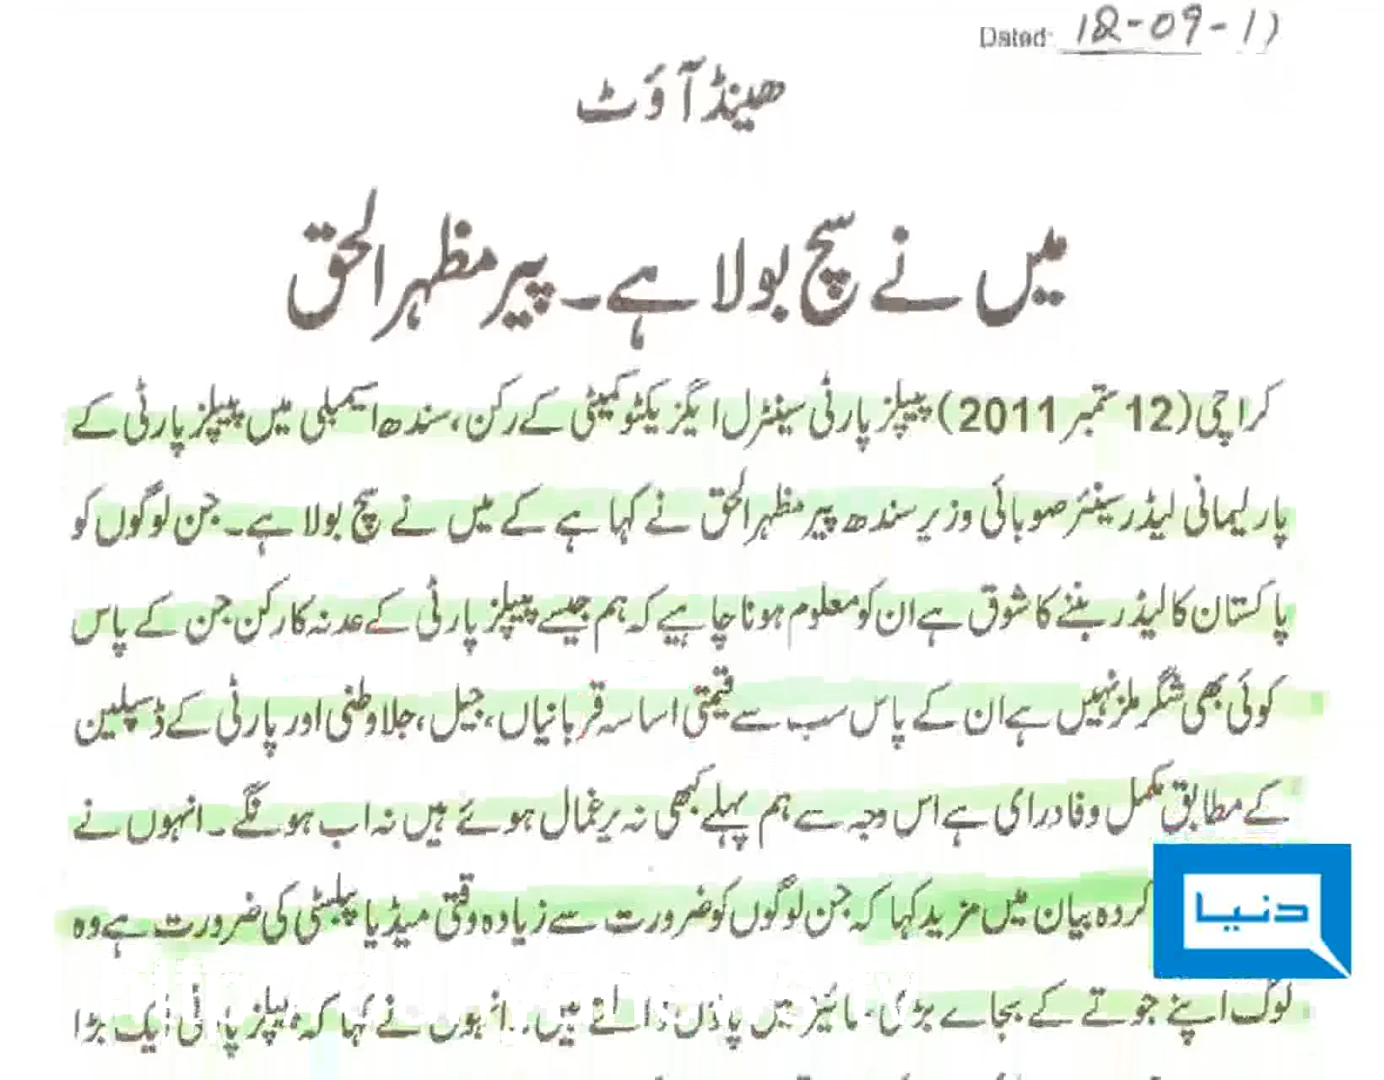 Dated: 12-09-11
ھینڈ آؤٹ
میں نے سچ بولا ہے۔ پیر مظہر الحق
کراچی (12 ستمبر 2011) پیپلز پارٹی سینٹرل ایگزیکٹو کمیٹی کے رکن، سندھ اسمبلی میں پیپلز پارٹی کے
پارلیمانی لیڈر سینئر صوبائی وزیر سندھ پیر مظہر الحق نے کہا ہے کے میں نے سچ بولا ہے۔ جن لوگوں کو
پاکستان کا لیڈر بننے کا شوق ہے ان کو معلوم ہونا چاہیے کہ ہم جیسے پیپلز پارٹی کے عدنہ کارکن جن کے پاس
کوئی بھی شگر ملز نہیں ہے ان کے پاس سب سے قیمتی اساسہ قربانیاں، جیل، جلاوطنی اور پارٹی کے ڈسپلین
کے مطابق مکمل وفادرای ہے اس وجہ سے ہم پہلے کبھی نہ یرغمال ہوئے ہیں نہ اب ہونگے۔ انہوں نے
کردہ بیان میں مزید کہا کہ جن لوگوں کو ضرورت سے زیادہ وقتی میڈیا پبلیٹی کی ضرورت ہے وہ
لوگ اپنے جوتے کے بجاے بڑی سائیز میں پاؤں ڈالتے ہیں۔ انہوں نے کہا کہ پیپلز پارٹی ایک بڑا
دنیا